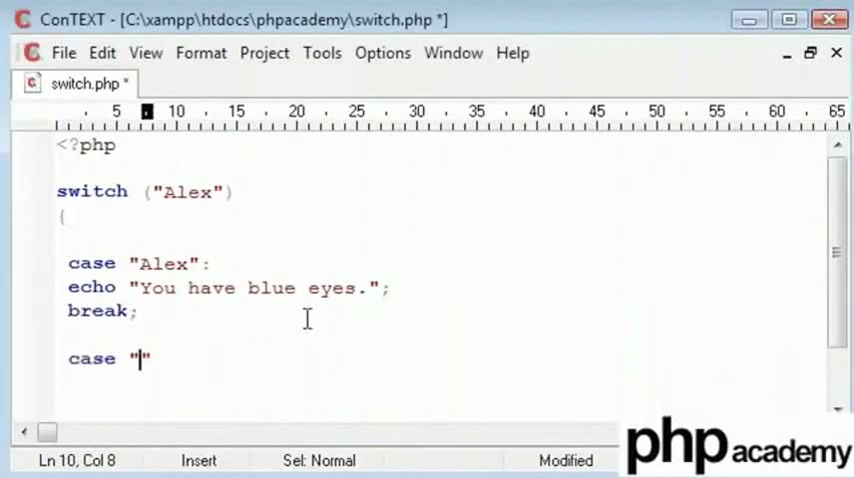 ConTEXT - [C:\xampp\htdocs\phpacademy\switch.php *]
File Edit View Format Project Tools Options Window Help
switch.php *
5 10 15 20 25 30 35 40 45 50 55 60 65
<?php
switch ("Alex")
{
case "Alex":
echo "You have blue eyes.";
break;
case ""
Ln 10, Col 8 Insert Sel: Normal Modified
php academy